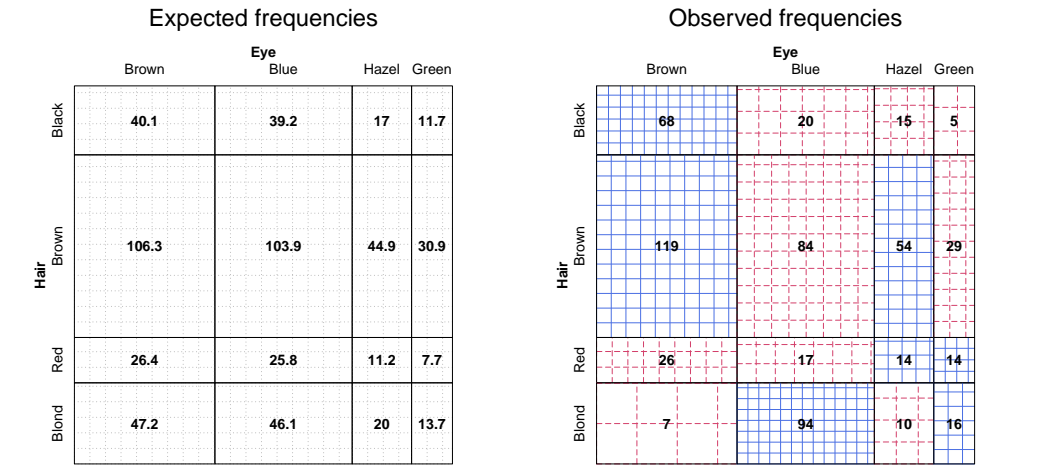 Expected frequencies
Eye
Brown Blue Hazel Green
Hair
Black 40.1 39.2 17 11.7
Brown 106.3 103.9 44.9 30.9
Red 26.4 25.8 11.2 7.7
Blond 47.2 46.1 20 13.7
Observed frequencies
Eye
Brown Blue Hazel Green
Hair
Black 68 20 15 5
Brown 119 84 54 29
Red 26 17 14 14
Blond 7 94 10 16